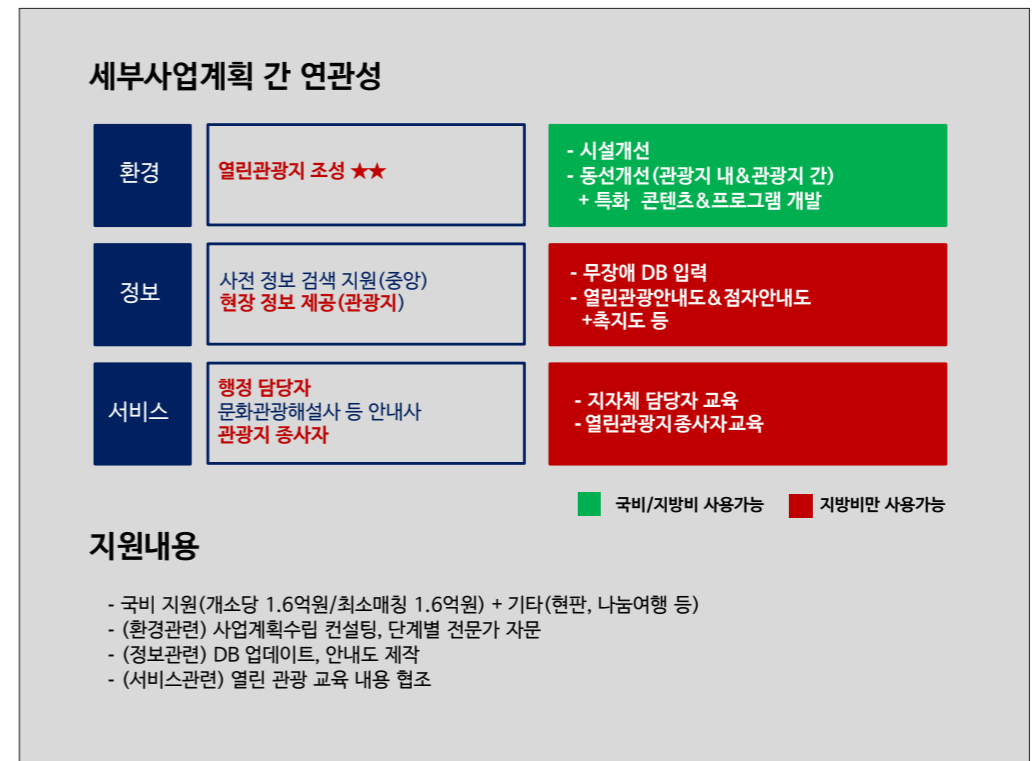 세부사업계획 간 연관성
환경
열린관광지 조성 ★★
- 시설개선
- 동선개선(관광지 내&관광지 간)
+ 특화 콘텐츠&프로그램 개발
정보
사전 정보 검색 지원(중앙)
현장 정보 제공(관광지)
- 무장애 DB 입력
- 열린관광안내도&점자안내도
+촉지도 등
서비스
행정 담당자
문화관광해설사 등 안내사
관광지 종사자
- 지자체 담당자 교육
- 열린관광지종사자교육
국비/지방비 사용가능
지방비만 사용가능
지원내용
- 국비 지원(개소당 1.6억원/최소매칭 1.6억원) + 기타(현판, 나눔여행 등)
- (환경관련) 사업계획수립 컨설팅, 단계별 전문가 자문
- (정보관련) DB 업데이트, 안내도 제작
- (서비스관련) 열린 관광 교육 내용 협조